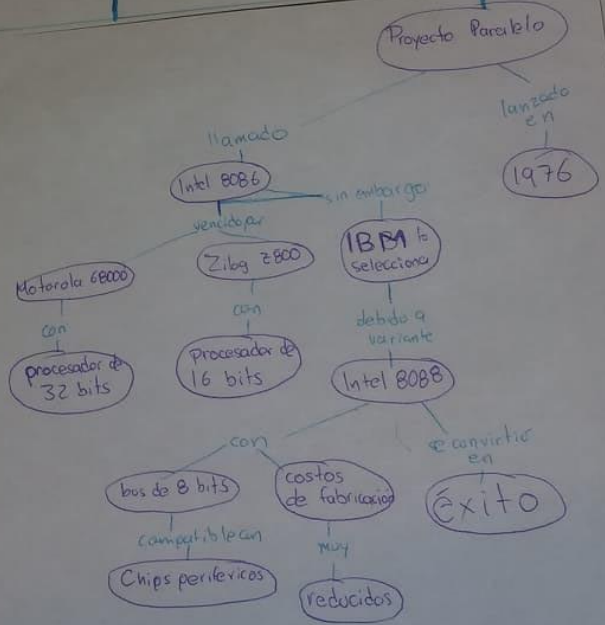 Proyecto Paralelo
lanzado
en
1976
llamado
Intel 8086
vencido por
sin embargo
Motorola 68000
con
procesador de
32 bits
Zilog Z800
con
procesador de
16 bits
IBM lo
selecciona
debido a
variante
Intel 8088
con
bus de 8 bits
compatible con
Chips perifericos
costos
de fabricación
muy
reducidos
se convirtió
en
éxito